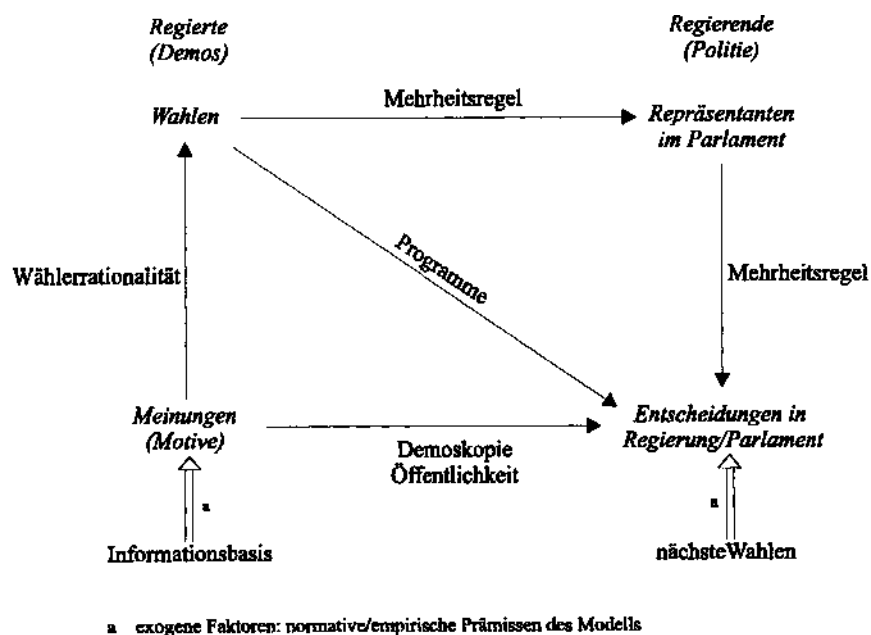 Regierte
(Demos)
Regierende
(Politie)
Wahlen
Mehrheitsregel
Repräsentanten
im Parlament
Wählerrationalität
Programme
Mehrheitsregel
Meinungen
(Motive)
Demoskopie
Öffentlichkeit
Entscheidungen in
Regierung/Parlament
a
a
Informationsbasis
nächsteWahlen
a exogene Faktoren: normative/empirische Prämissen des Modells